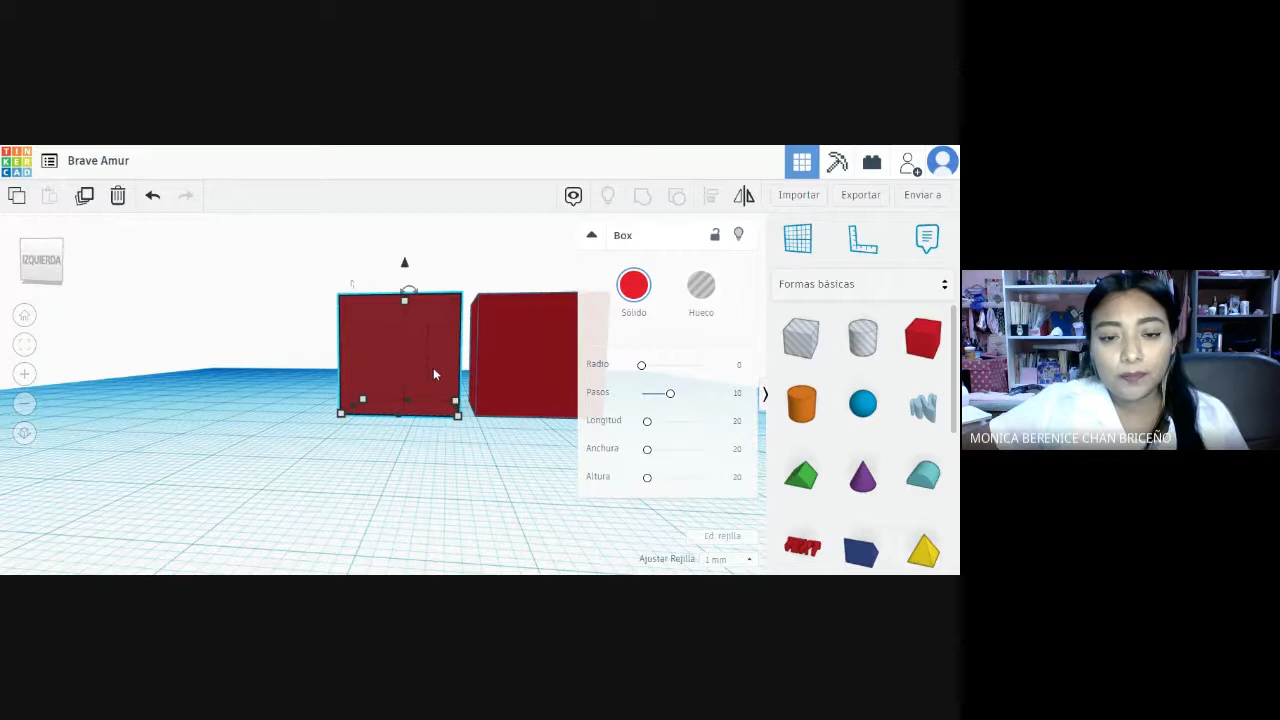 TIN
KER
CAD
Brave Amur
Importar
Exportar
Enviar a
IZQUIERDA
Box
Sólido
Hueco
Radio
0
Pasos
10
Longitud
20
Anchura
20
Altura
20
Formas básicas
Ed. rejilla
Ajustar Rejilla
1 mm
MONICA BERENICE CHAN BRICEÑO